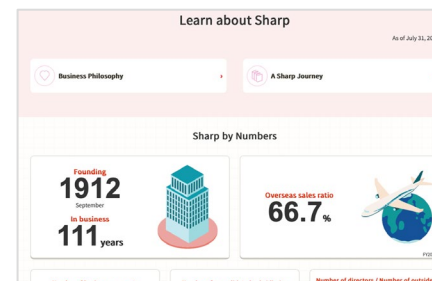 Learn about Sharp
As of July 31, 20
Business Philosophy
A Sharp Journey
Sharp by Numbers
Founding
1912
September
In business
111 years
Overseas sales ratio
66.7%
Number of directors / Number of outside